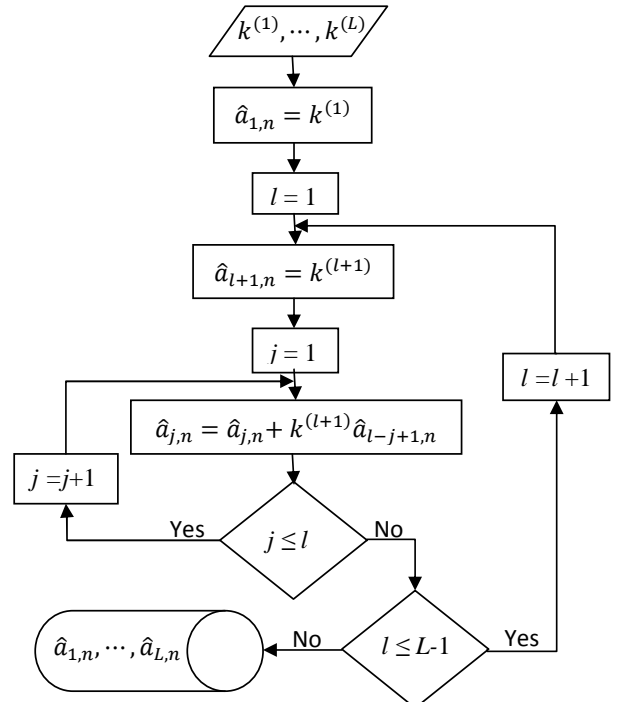 k^(1), ⋯, k^(L)
â_{1,n} = k^(1)
l = 1
â_{l+1,n} = k^(l+1)
j = 1
l =l +1
â_{j,n} = â_{j,n} + k^(l+1) â_{l−j+1,n}
j =j+1
Yes
j ≤ l
No
â_{1,n}, ⋯, â_{L,n}
No
l ≤ L-1
Yes